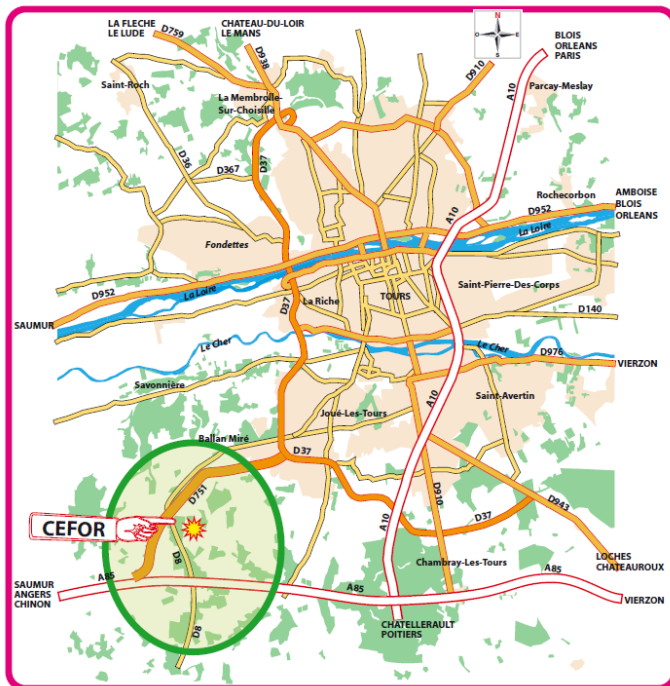 LA FLECHE
LE LUDE
D759
CHATEAU-DU-LOIR
LE MANS
D938
N
O
E
S
D910
BLOIS
ORLEANS
PARIS
A10
Saint-Roch
La Membrolle-
Sur-Choisille
Parcay-Meslay
D36
D367
D37
Rochecorbon
AMBOISE
BLOIS
ORLEANS
D952
A10
La Loire
Fondettes
D952
La Loire
D37
La Riche
TOURS
Saint-Pierre-Des-Corps
D140
SAUMUR
Le Cher
Le Cher
D976
VIERZON
Savonnière
A10
Saint-Avertin
Joué-Les-Tours
Ballan Miré
D37
D751
D910
D943
CEFOR
A10
D37
D8
Chambray-Les-Tours
LOCHES
CHATEAUROUX
SAUMUR
ANGERS
CHINON
A85
A85
A85
VIERZON
D8
CHATELLERAULT
POITIERS